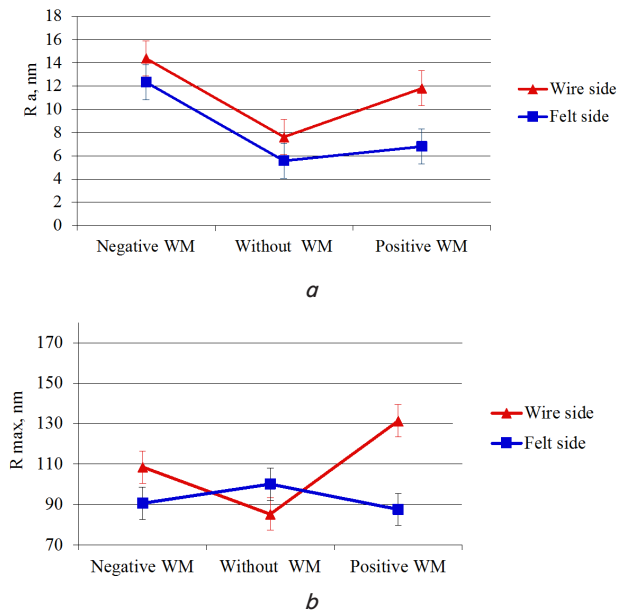 18
16
14
12
10
8
6
4
2
0
R a, nm
Negative WM Without WM Positive WM
Wire side
Felt side
a
170
150
130
110
90
70
R max, nm
Negative WM Without WM Positive WM
Wire side
Felt side
b